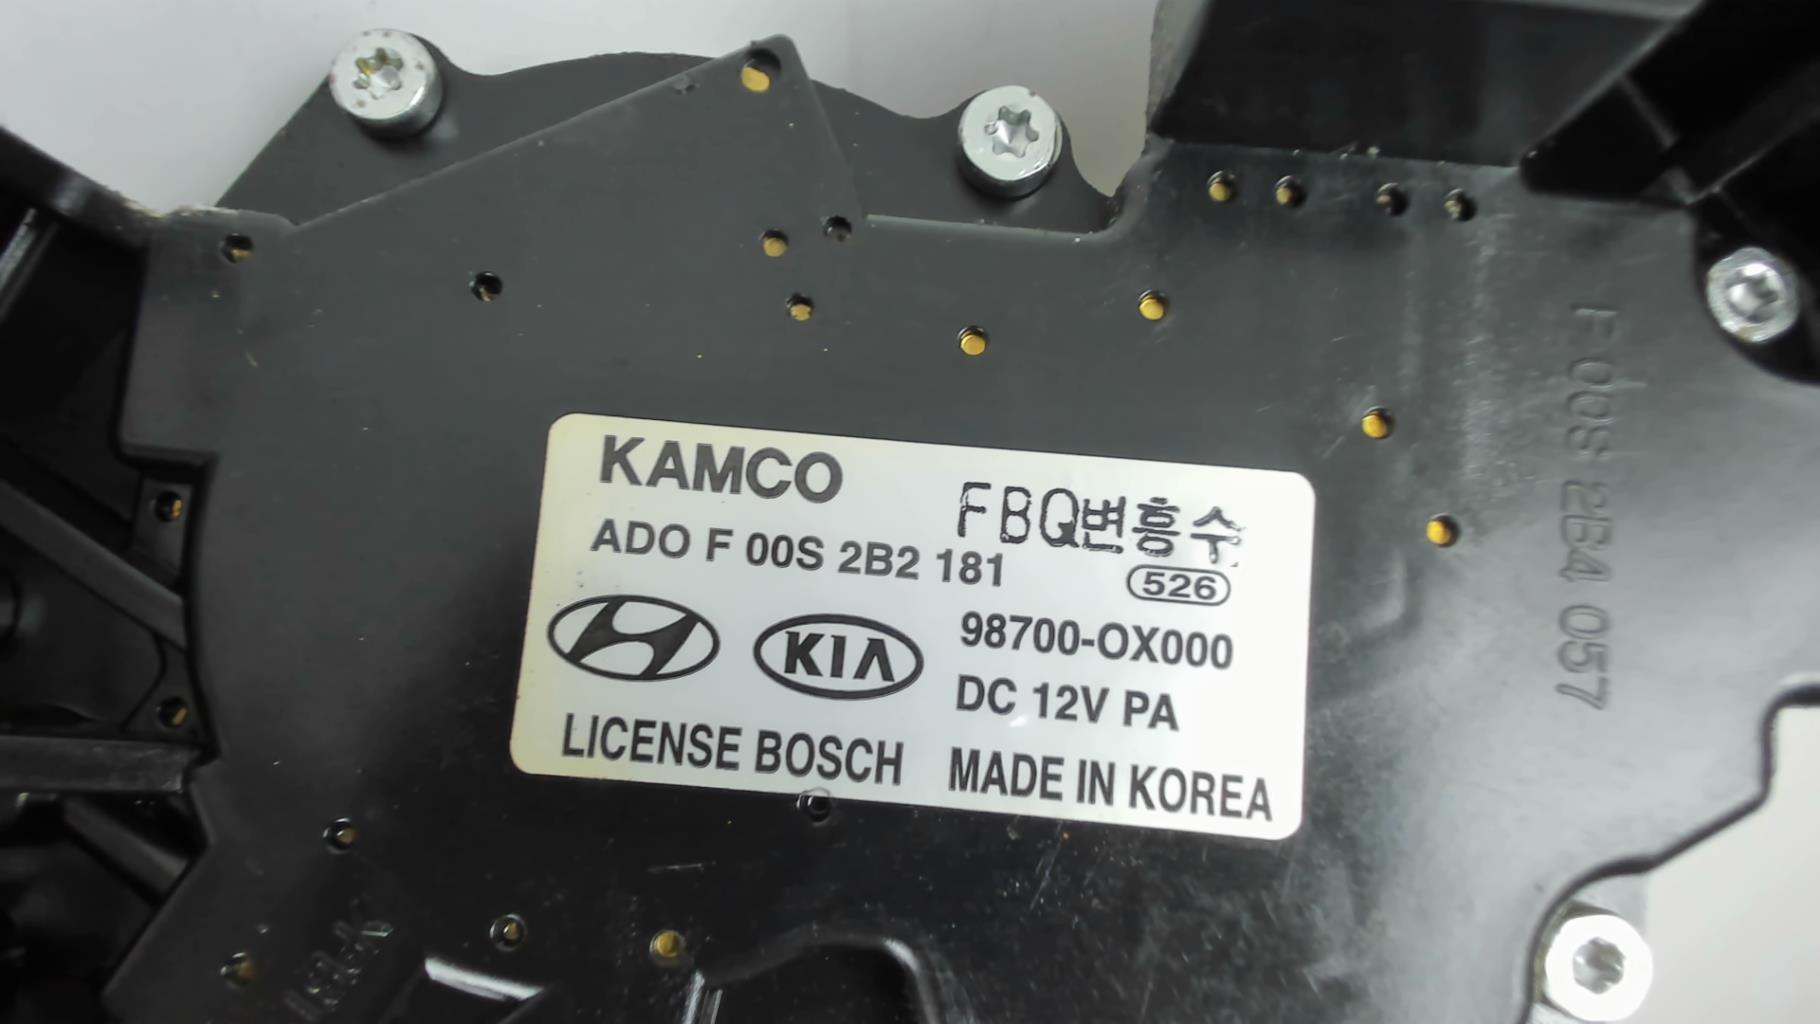 KAMCO
FBQ변흥수
ADO F 00S 2B2 181
526
KIA
98700-OX000
DC 12V PA
LICENSE BOSCH
MADE IN KOREA
F 00S 2B4 057